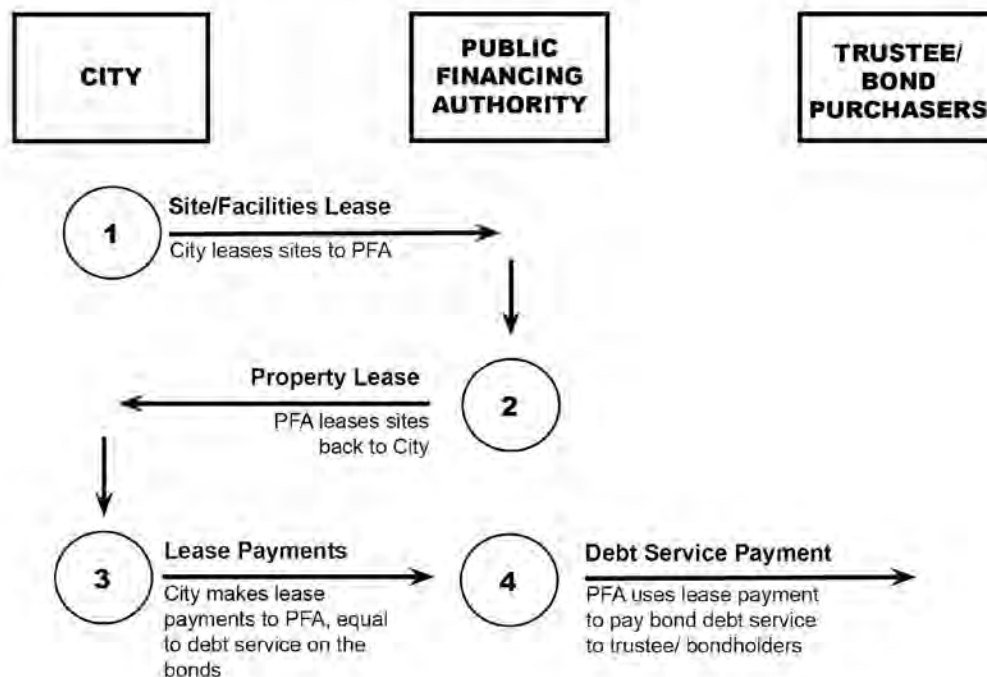 CITY
PUBLIC
FINANCING
AUTHORITY
TRUSTEE/
BOND
PURCHASERS
1
Site/Facilities Lease
City leases sites to PFA
Property Lease
PFA leases sites
back to City
2
3
Lease Payments
City makes lease
payments to PFA, equal
to debt service on the
bonds
4
Debt Service Payment
PFA uses lease payment
to pay bond debt service
to trustee/ bondholders